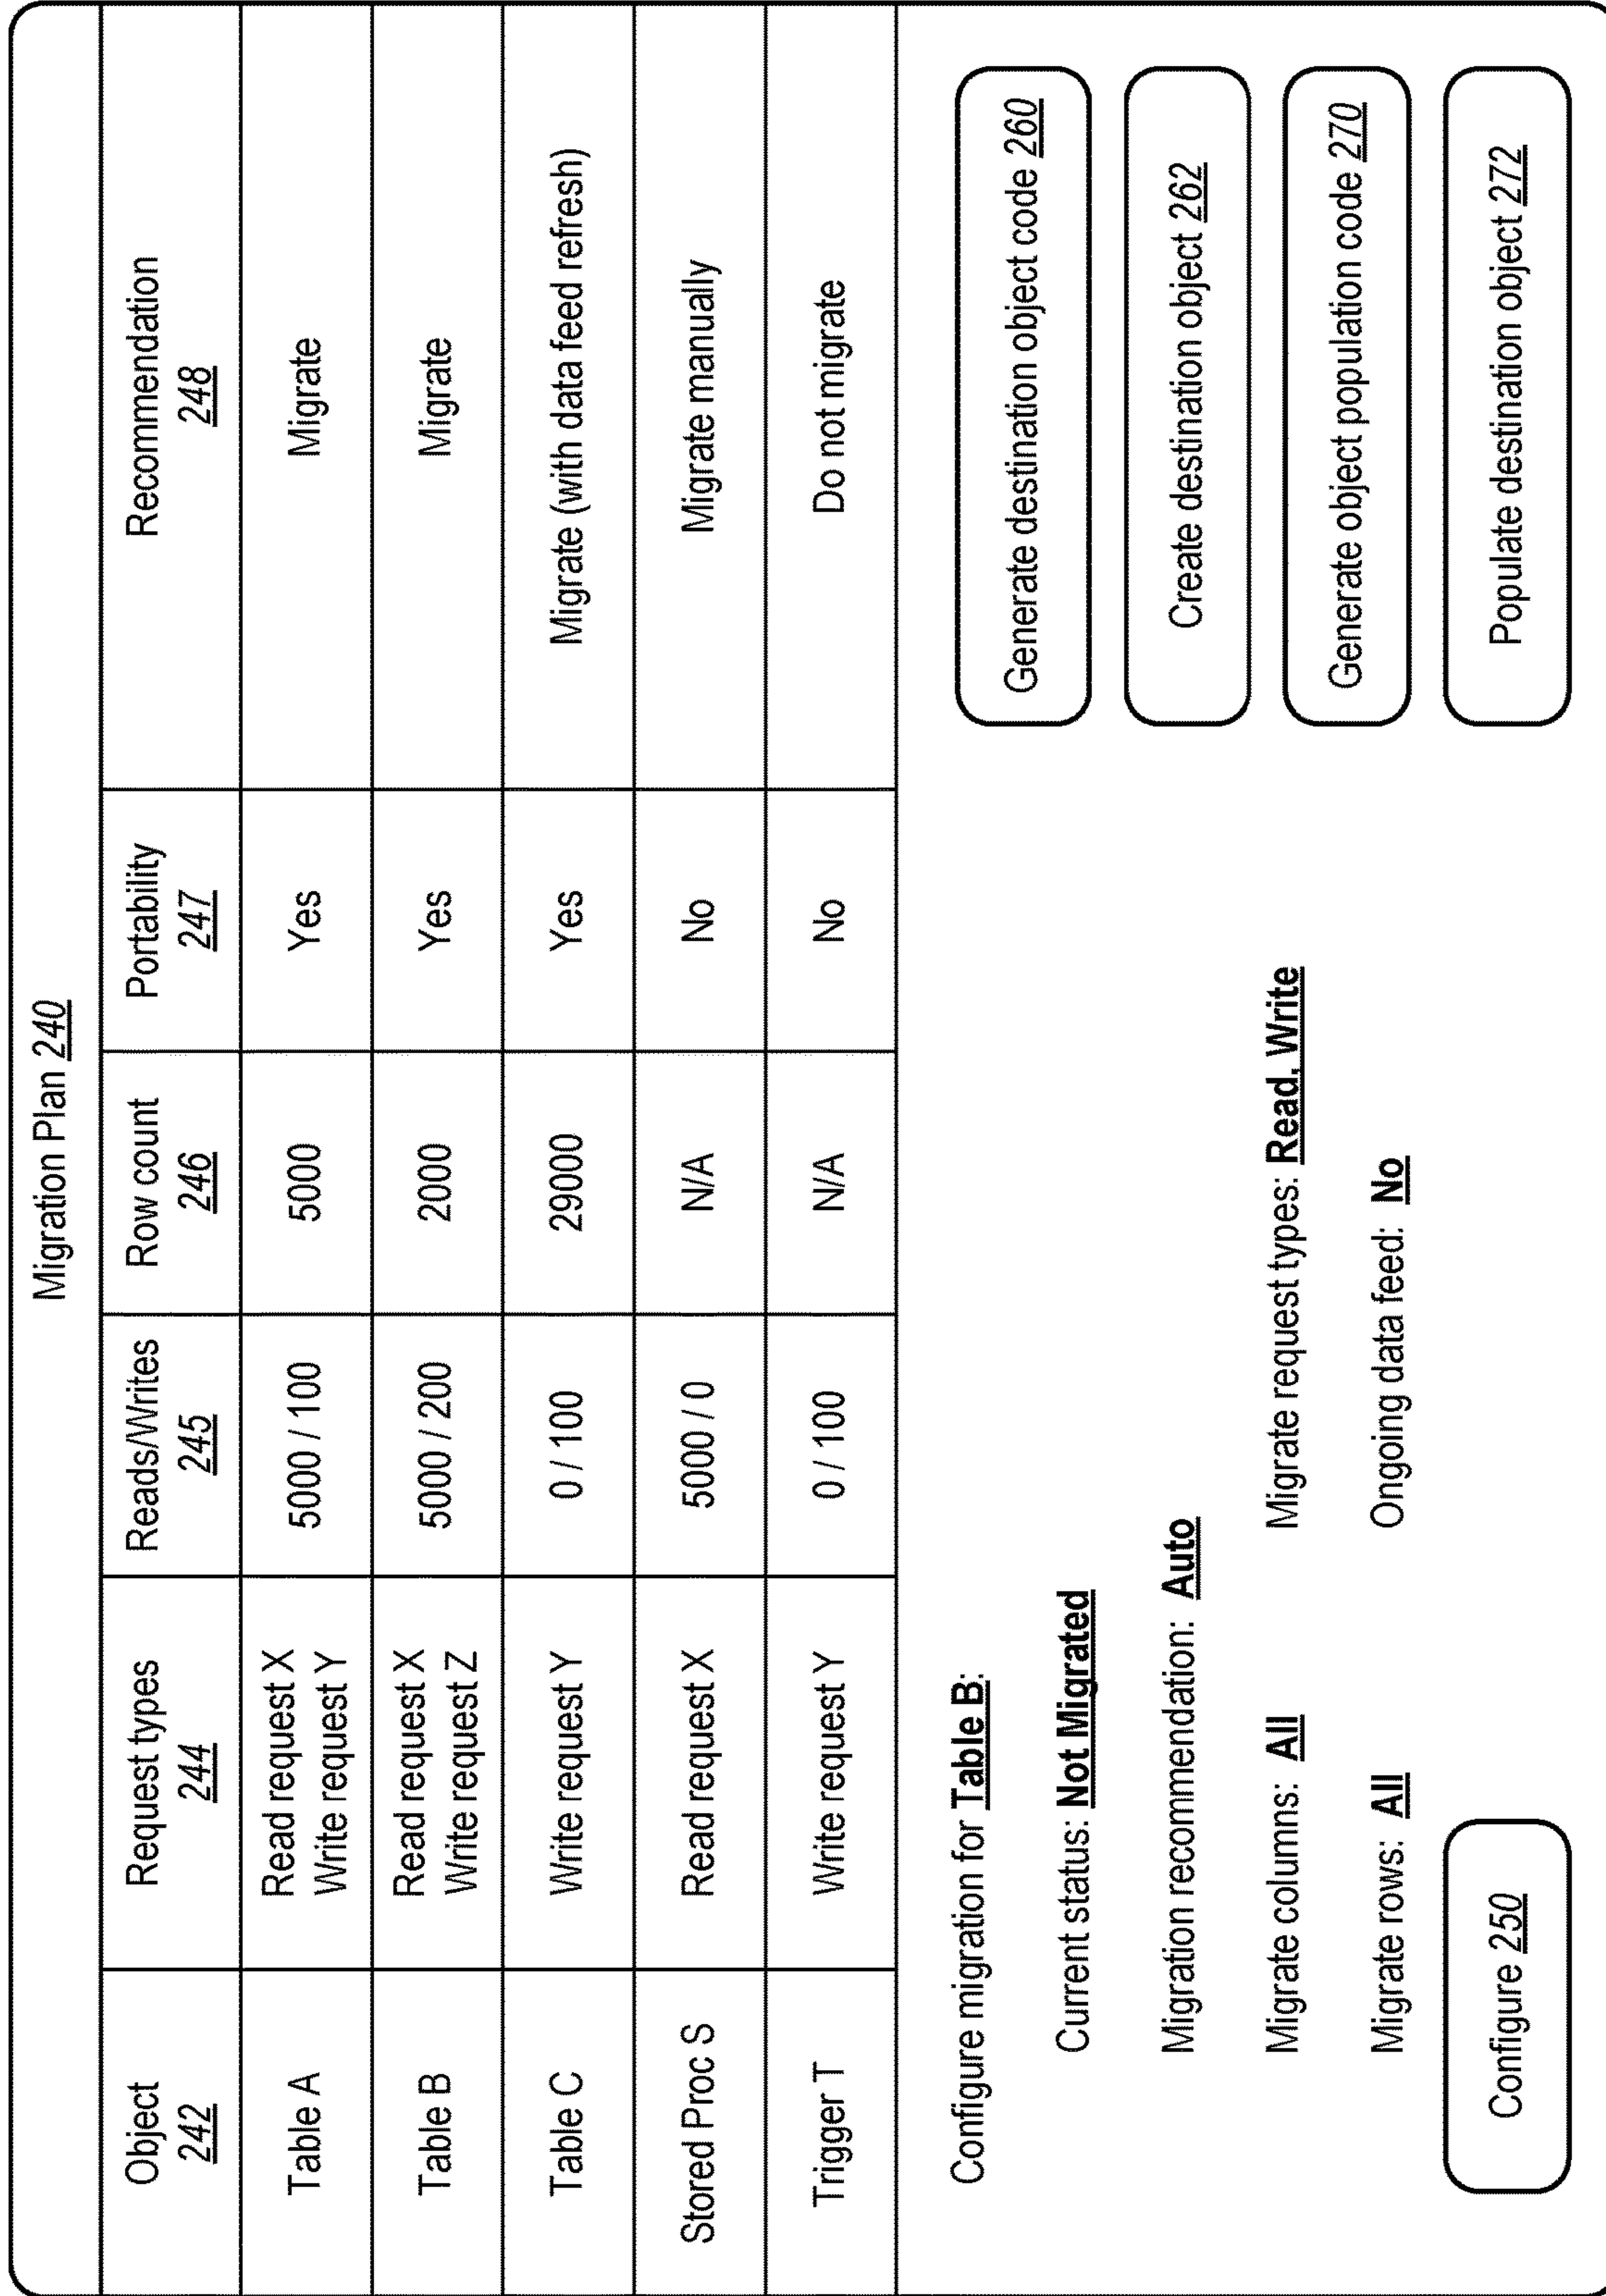 Migration Plan 240
Object Request types Reads/Writes Row count Portability Recommendation
242 244 245 246 247 248
Table A Read request X Write request Y 5000 / 100 5000 Yes Migrate
Table B Read request X Write request Z 5000 / 200 2000 Yes Migrate
Table C Write request Y 0 / 100 29000 Yes Migrate (with data feed refresh)
Stored Proc S Read request X 5000 / 0 N/A No Migrate manually
Trigger T Write request Y 0 / 100 N/A No Do not migrate
Configure migration for Table B:
Current status: Not Migrated
Migration recommendation: Auto
Migrate columns: All Migrate request types: Read, Write
Migrate rows: All Ongoing data feed: No
Configure 250
Generate destination object code 260
Create destination object 262
Generate object population code 270
Populate destination object 272